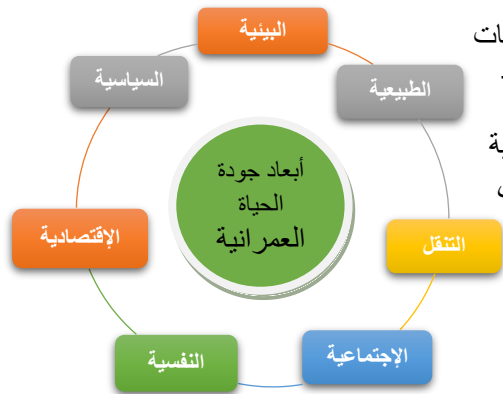 البيئية
الطبيعية
التنقل
الإجتماعية
النفسية
الإقتصادية
السياسية
أبعاد جودة
الحياة
العمرانية